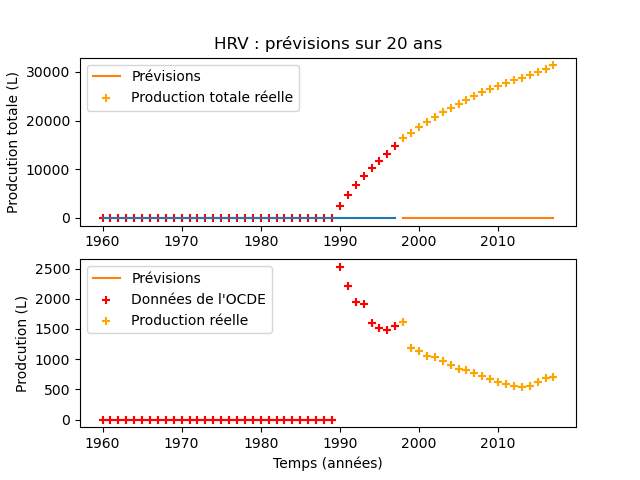 HRV : prévisions sur 20 ans
Prodcution totale (L)
30000
20000
10000
0
Prévisions
Production totale réelle
1960 1970 1980 1990 2000 2010
Prodcution (L)
2500
2000
1500
1000
500
0
Prévisions
Données de l'OCDE
Production réelle
1960 1970 1980 1990 2000 2010
Temps (années)